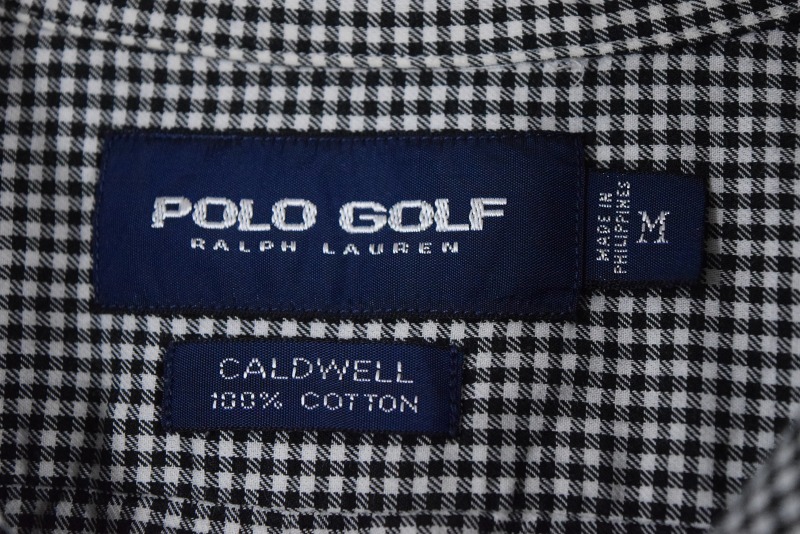 POLO GOLF
RALPH LAUREN
MADE IN
PHILIPPINES
M
CALDWELL
100% COTTON